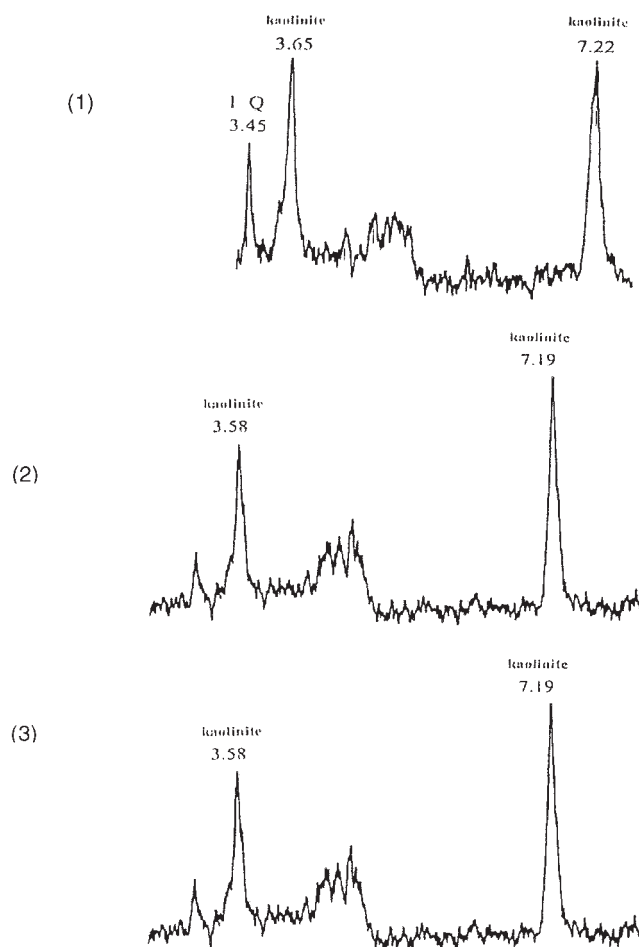 kaolinite
3.65
kaolinite
7.22
(1)
I Q
3.45
kaolinite
7.19
kaolinite
3.58
(2)
kaolinite
7.19
kaolinite
3.58
(3)